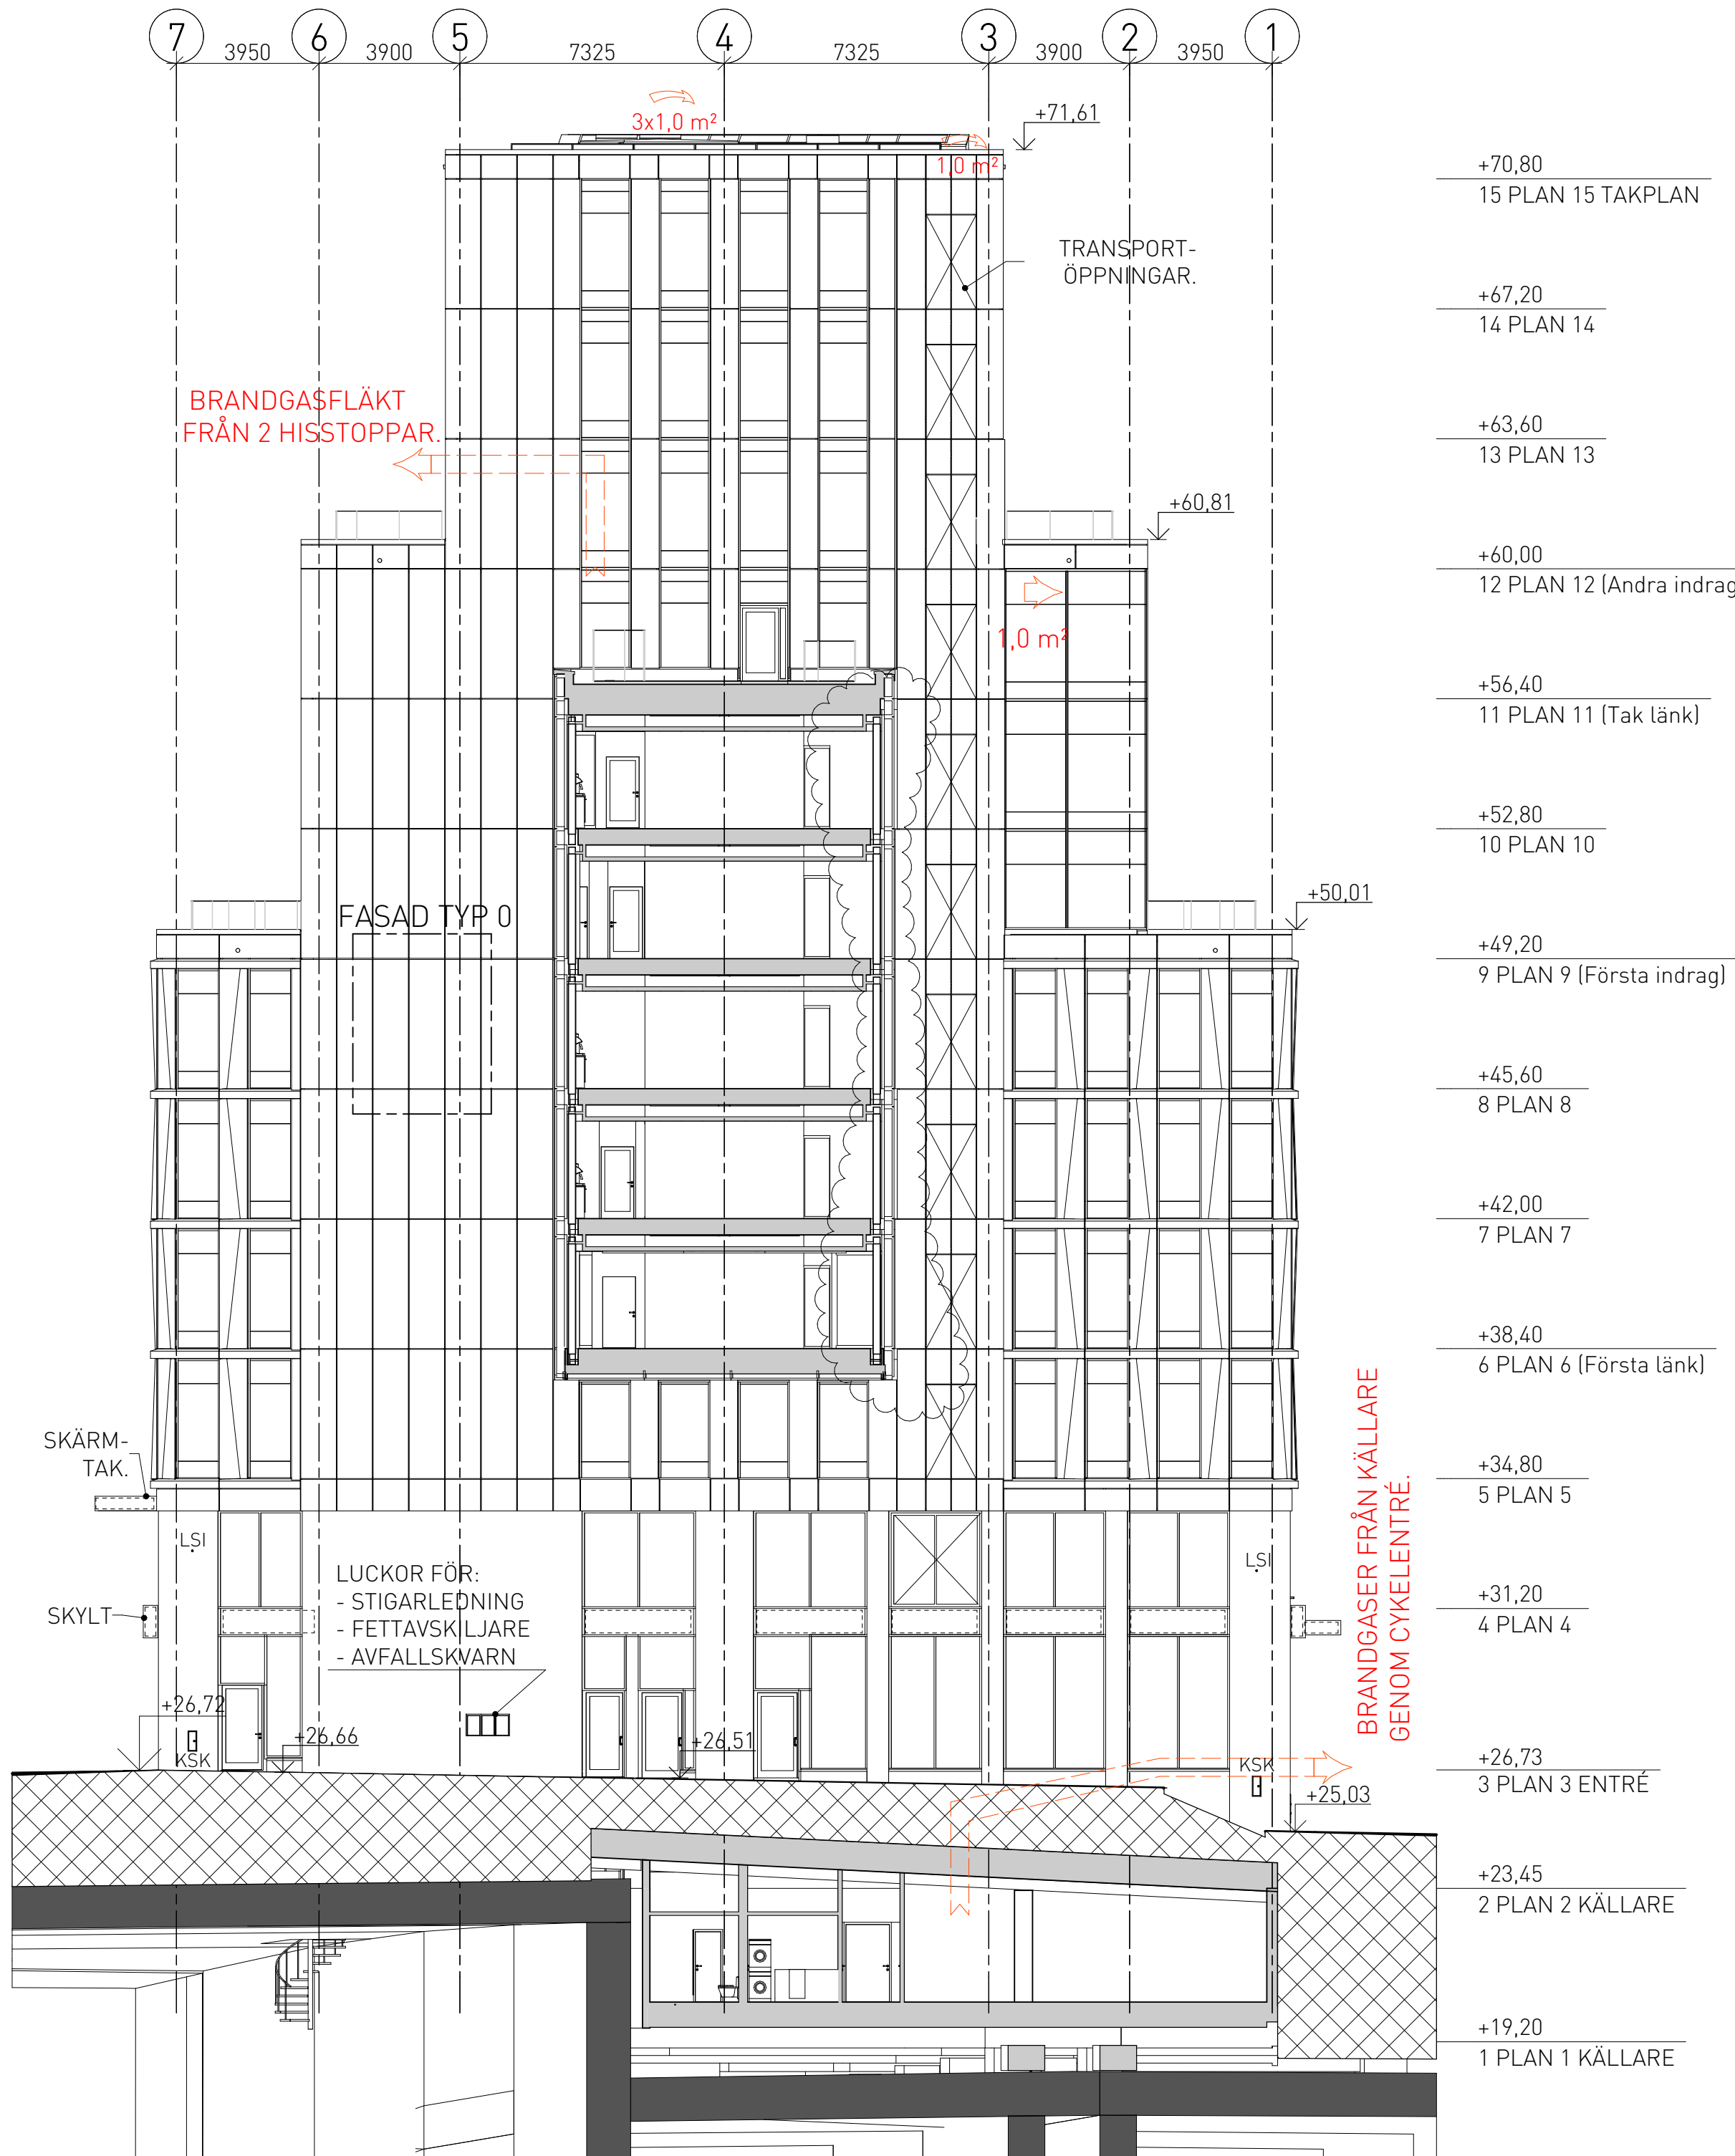 7 6 5 4 3 2 1
3950 3900 7325 7325 3900 3950
3x1,0 m²
+71,61
1,0 m²
+70,80
15 PLAN 15 TAKPLAN
TRANSPORT-
ÖPPNINGAR.
+67,20
14 PLAN 14
BRANDGASFLÄKT
FRÅN 2 HISSTOPPAR.
+63,60
13 PLAN 13
+60,81
+60,00
12 PLAN 12 (Andra indrag
1,0 m²
+56,40
11 PLAN 11 (Tak länk)
+52,80
10 PLAN 10
+50,01
FASAD TYP 0
+49,20
9 PLAN 9 (Första indrag)
+45,60
8 PLAN 8
+42,00
7 PLAN 7
+38,40
6 PLAN 6 (Första länk)
SKÄRM-
TAK.
+34,80
5 PLAN 5
BRANDGASER FRÅN KÄLLARE
GENOM CYKELENTRÉ.
LSI
LSI
LUCKOR FÖR:
- STIGARLEDNING
- FETTAVSKILJARE
- AVFALLSKVARN
SKYLT
+31,20
4 PLAN 4
+26,72
+26,66
+26,51
KSK
KSK
+26,73
3 PLAN 3 ENTRÉ
+25,03
+23,45
2 PLAN 2 KÄLLARE
+19,20
1 PLAN 1 KÄLLARE